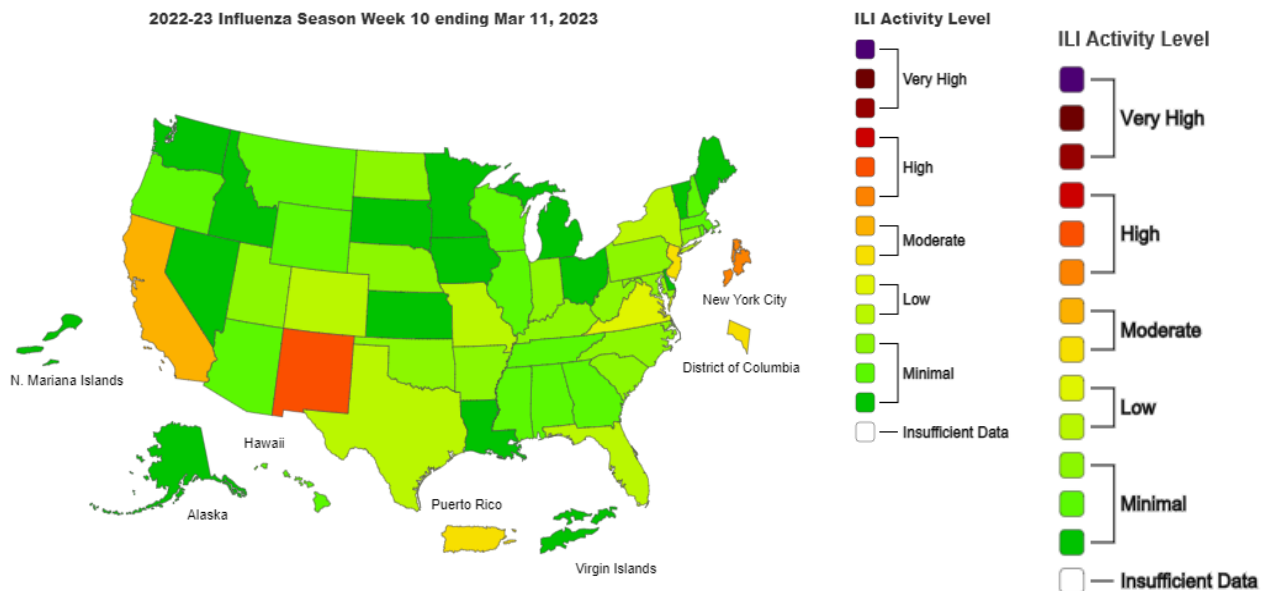 2022-23 Influenza Season Week 10 ending Mar 11, 2023
New York City
District of Columbia
N. Mariana Islands
Hawaii
Alaska
Puerto Rico
Virgin Islands
ILI Activity Level
Very High
High
Moderate
Low
Minimal
Insufficient Data
ILI Activity Level
Very High
High
Moderate
Low
Minimal
Insufficient Data